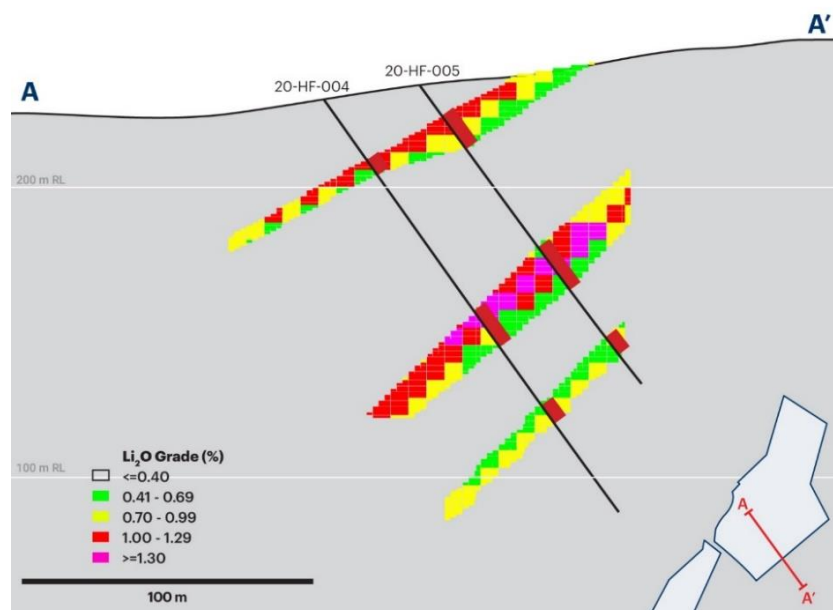 A'
20-HF-005
20-HF-004
A
200 m RL
100 m RL
Li₂O Grade (%)
<=0.40
0.41 - 0.69
0.70 - 0.99
1.00 - 1.29
>=1.30
100 m
A
A'